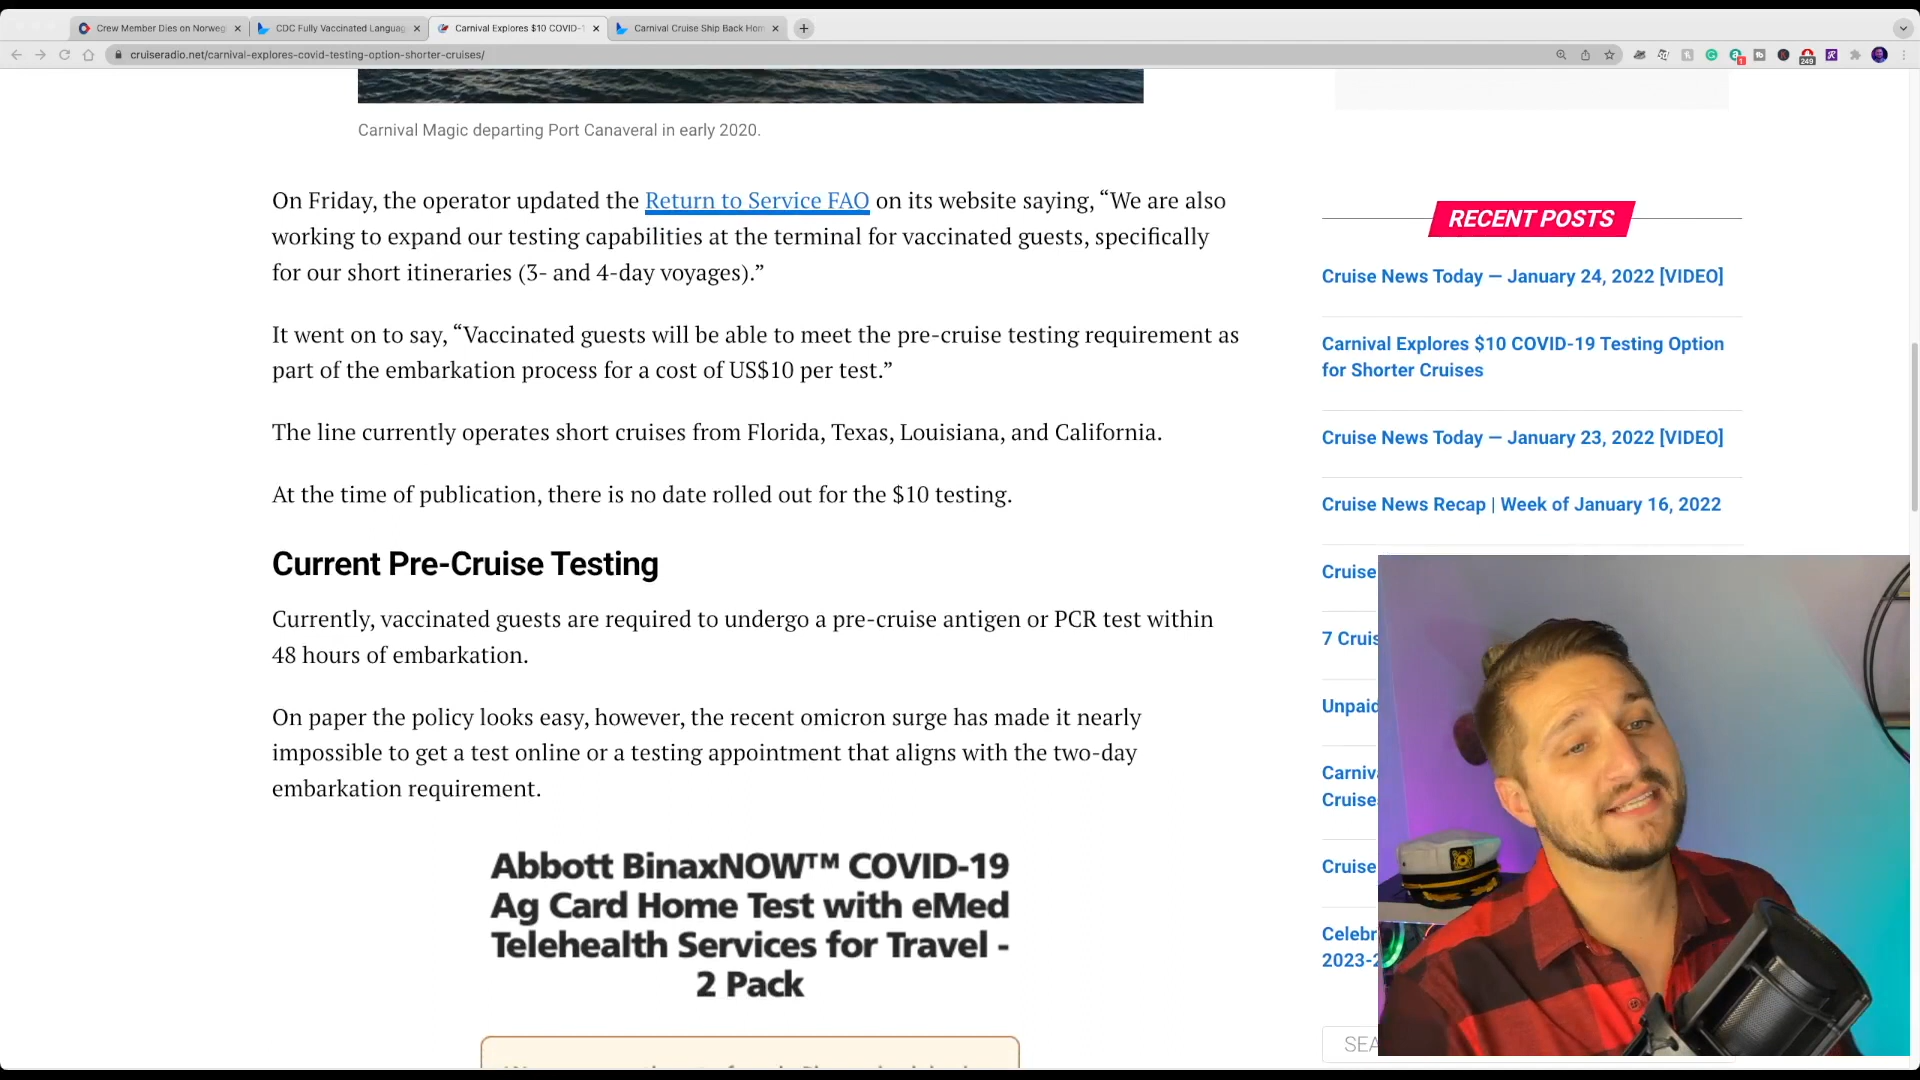 Crew Member Dies on Norweg
CDC Fully Vaccinated Languag
Carnival Explores $10 COVID-1
Carnival Cruise Ship Back Hom
cruiseradio.net/carnival-explores-covid-testing-option-shorter-cruises/
1
249
Carnival Magic departing Port Canaveral in early 2020.
On Friday, the operator updated the Return to Service FAQ on its website saying, “We are also
working to expand our testing capabilities at the terminal for vaccinated guests, specifically
for our short itineraries (3- and 4-day voyages).”
It went on to say, “Vaccinated guests will be able to meet the pre-cruise testing requirement as
part of the embarkation process for a cost of US$10 per test.”
The line currently operates short cruises from Florida, Texas, Louisiana, and California.
At the time of publication, there is no date rolled out for the $10 testing.
Current Pre-Cruise Testing
Currently, vaccinated guests are required to undergo a pre-cruise antigen or PCR test within
48 hours of embarkation.
On paper the policy looks easy, however, the recent omicron surge has made it nearly
impossible to get a test online or a testing appointment that aligns with the two-day
embarkation requirement.
Abbott BinaxNOW™ COVID-19
Ag Card Home Test with eMed
Telehealth Services for Travel -
2 Pack
RECENT POSTS
Cruise News Today — January 24, 2022 [VIDEO]
Carnival Explores $10 COVID-19 Testing Option
for Shorter Cruises
Cruise News Today — January 23, 2022 [VIDEO]
Cruise News Recap | Week of January 16, 2022
Cruise
7 Cruis
Unpaid
Carniva
Cruise
Cruise
Celebr
2023-2
SEA